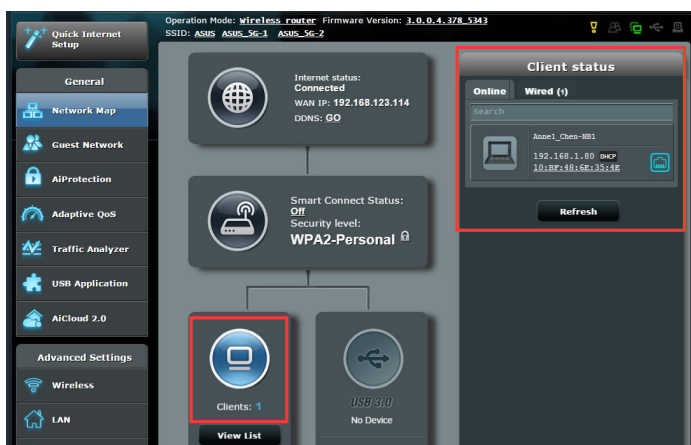 Quick Internet
Setup
General
Network Map
Guest Network
AiProtection
Adaptive QoS
Traffic Analyzer
USB Application
AiCloud 2.0
Advanced Settings
Wireless
LAN
Operation Mode: Wireless router Firmware Version: 3.0.0.4.378_5343
SSID: ASUS ASUS_5G-1 ASUS_5G-2
Internet status:
Connected
WAN IP: 192.168.123.114
DDNS: GO
Smart Connect Status:
Off
Security level:
WPA2-Personal
Clients: 1
View List
USB 3.0
No Device
Client status
Online Wired (1)
Search
Annel_Chen-NB1
192.168.1.80 DHCP
10:BF:48:6E:35:4E
Refresh